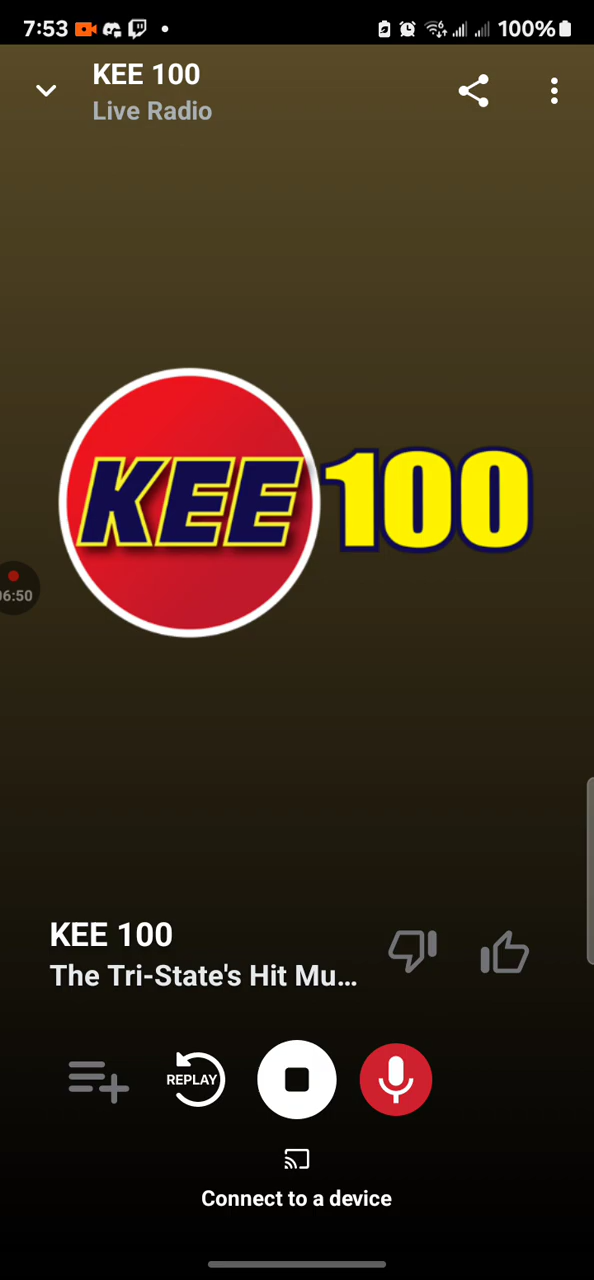 7:53 100%
KEE 100
Live Radio
KEE 100
06:50
KEE 100
The Tri-State's Hit Mu...
REPLAY
Connect to a device